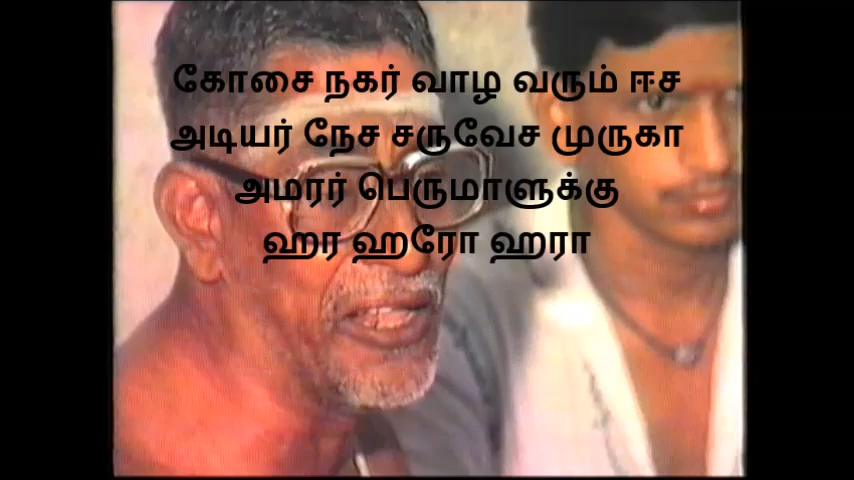 கோசை நகர் வாழ வரும் ஈச
அடியர் நேச சருவேச முருகா
அமரர் பெருமாளுக்கு
ஹர ஹரோ ஹரா